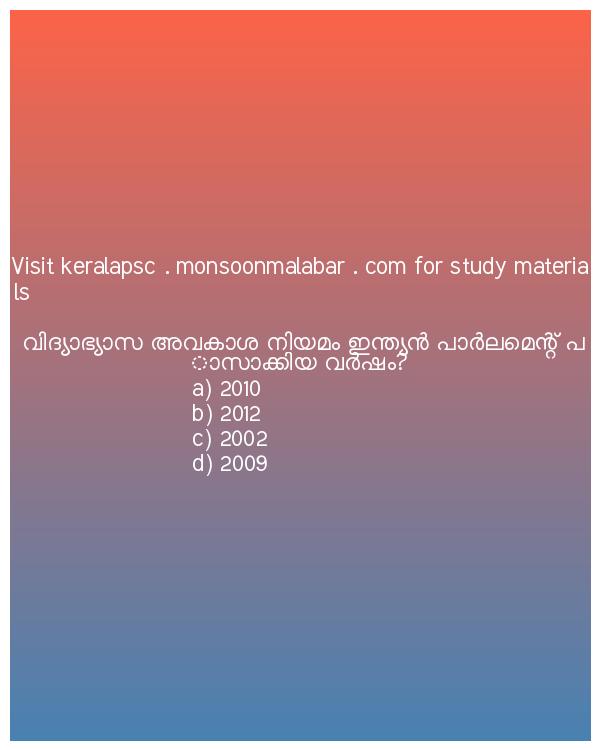 Visit keralapsc . monsoonmalabar . com for study materia
ls
വിദ്യാഭ്യാസ അവകാശ നിയമം ഇന്ത്യൻ പാർലമെന്റ് പ
ാസാക്കിയ വർഷം?
a) 2010
b) 2012
c) 2002
d) 2009